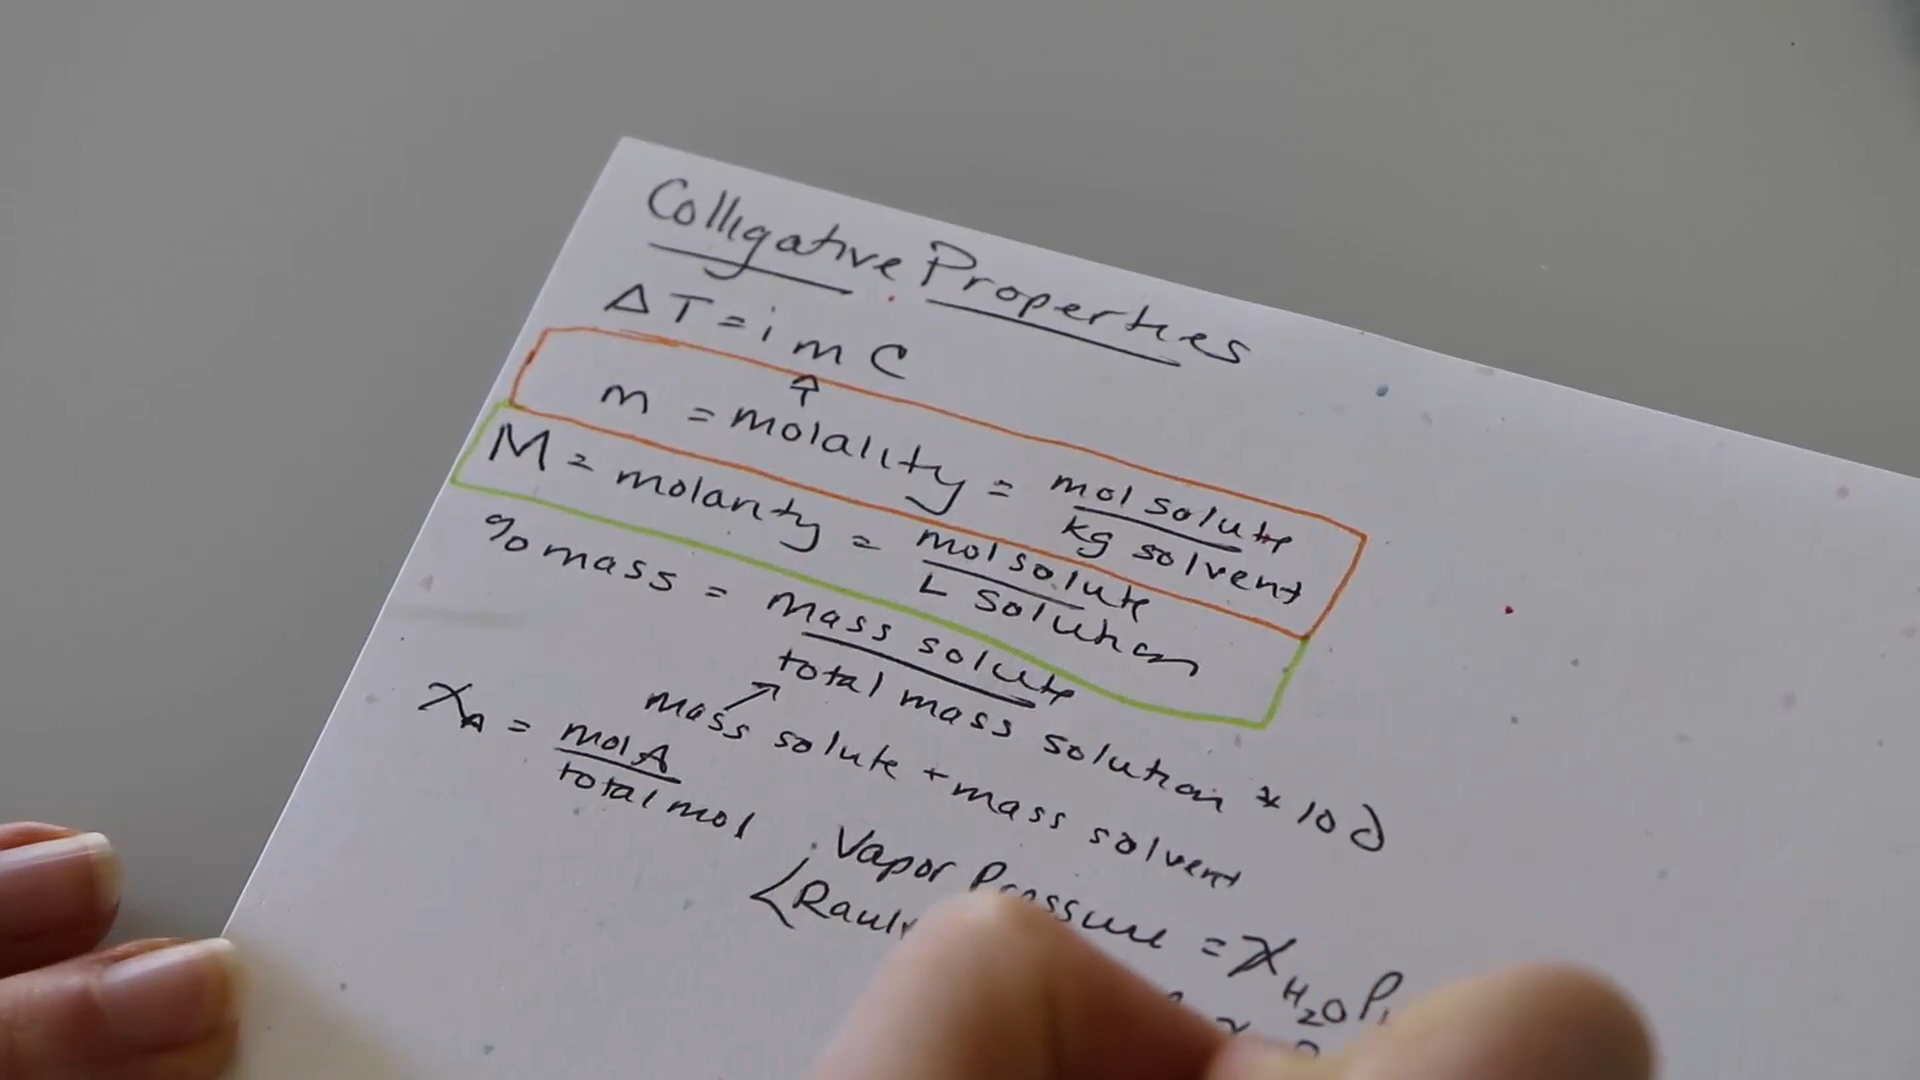 Colligative Properties
ΔT = i m C
↑
m = molality = mol solute / kg solvent
M = molarity = mol solute / L solution
% mass = mass solute / total mass solution * 100
↗
mass solute + mass solvent
χA = mol A / total mol
Vapor Pressure = χH2O P